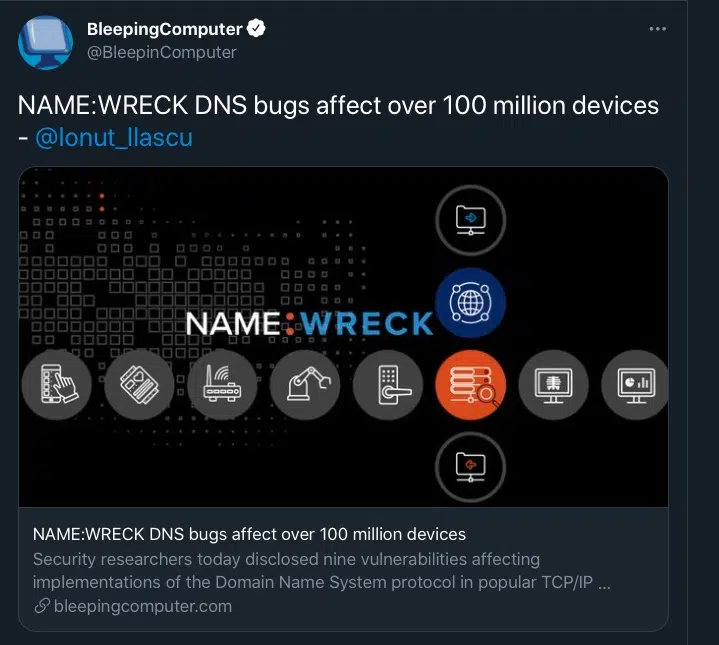 BleepingComputer
@BleepinComputer
NAME:WRECK DNS bugs affect over 100 million devices
- @Ionut_Ilascu
NAME:WRECK
NAME:WRECK DNS bugs affect over 100 million devices
Security researchers today disclosed nine vulnerabilities affecting
implementations of the Domain Name System protocol in popular TCP/IP ...
bleepingcomputer.com